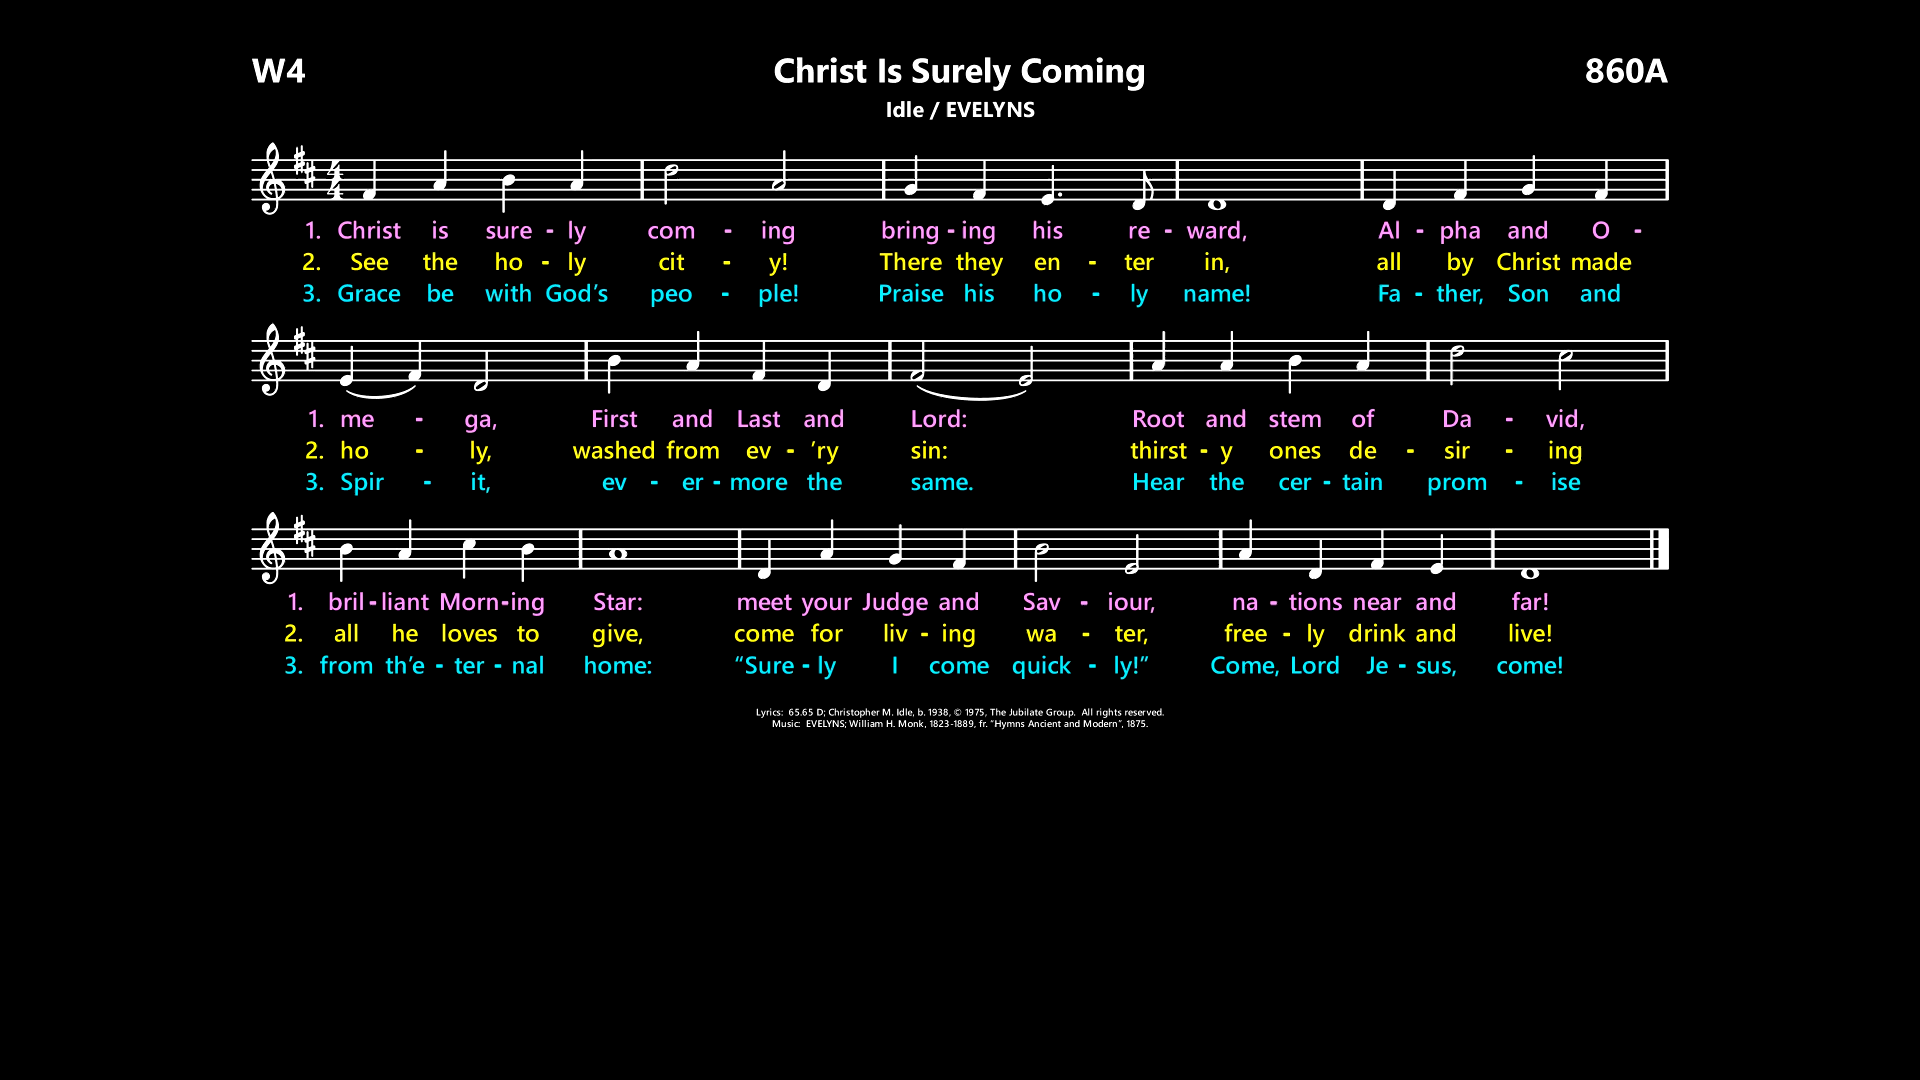 W4 Christ Is Surely Coming 860A
Idle / EVELYNS
1. Christ is sure - ly com - ing bring - ing his re - ward, Al - pha and O -
2. See the ho - ly cit - y! There they en - ter in, all by Christ made
3. Grace be with God’s peo - ple! Praise his ho - ly name! Fa - ther, Son and
1. me - ga, First and Last and Lord: Root and stem of Da - vid,
2. ho - ly, washed from ev - ’ry sin: thirst - y ones de - sir - ing
3. Spir - it, ev - er - more the same. Hear the cer - tain prom - ise
1. bril - liant Morn - ing Star: meet your Judge and Sav - iour, na - tions near and far!
2. all he loves to give, come for liv - ing wa - ter, free - ly drink and live!
3. from th’e - ter - nal home: “Sure - ly I come quick - ly!“ Come, Lord Je - sus, come!
Lyrics: 65.65 D; Christopher M. Idle, b. 1938, © 1975, The Jubilate Group. All rights reserved.
Music: EVELYNS; William H. Monk, 1823-1889, fr. “Hymns Ancient and Modern”, 1875.